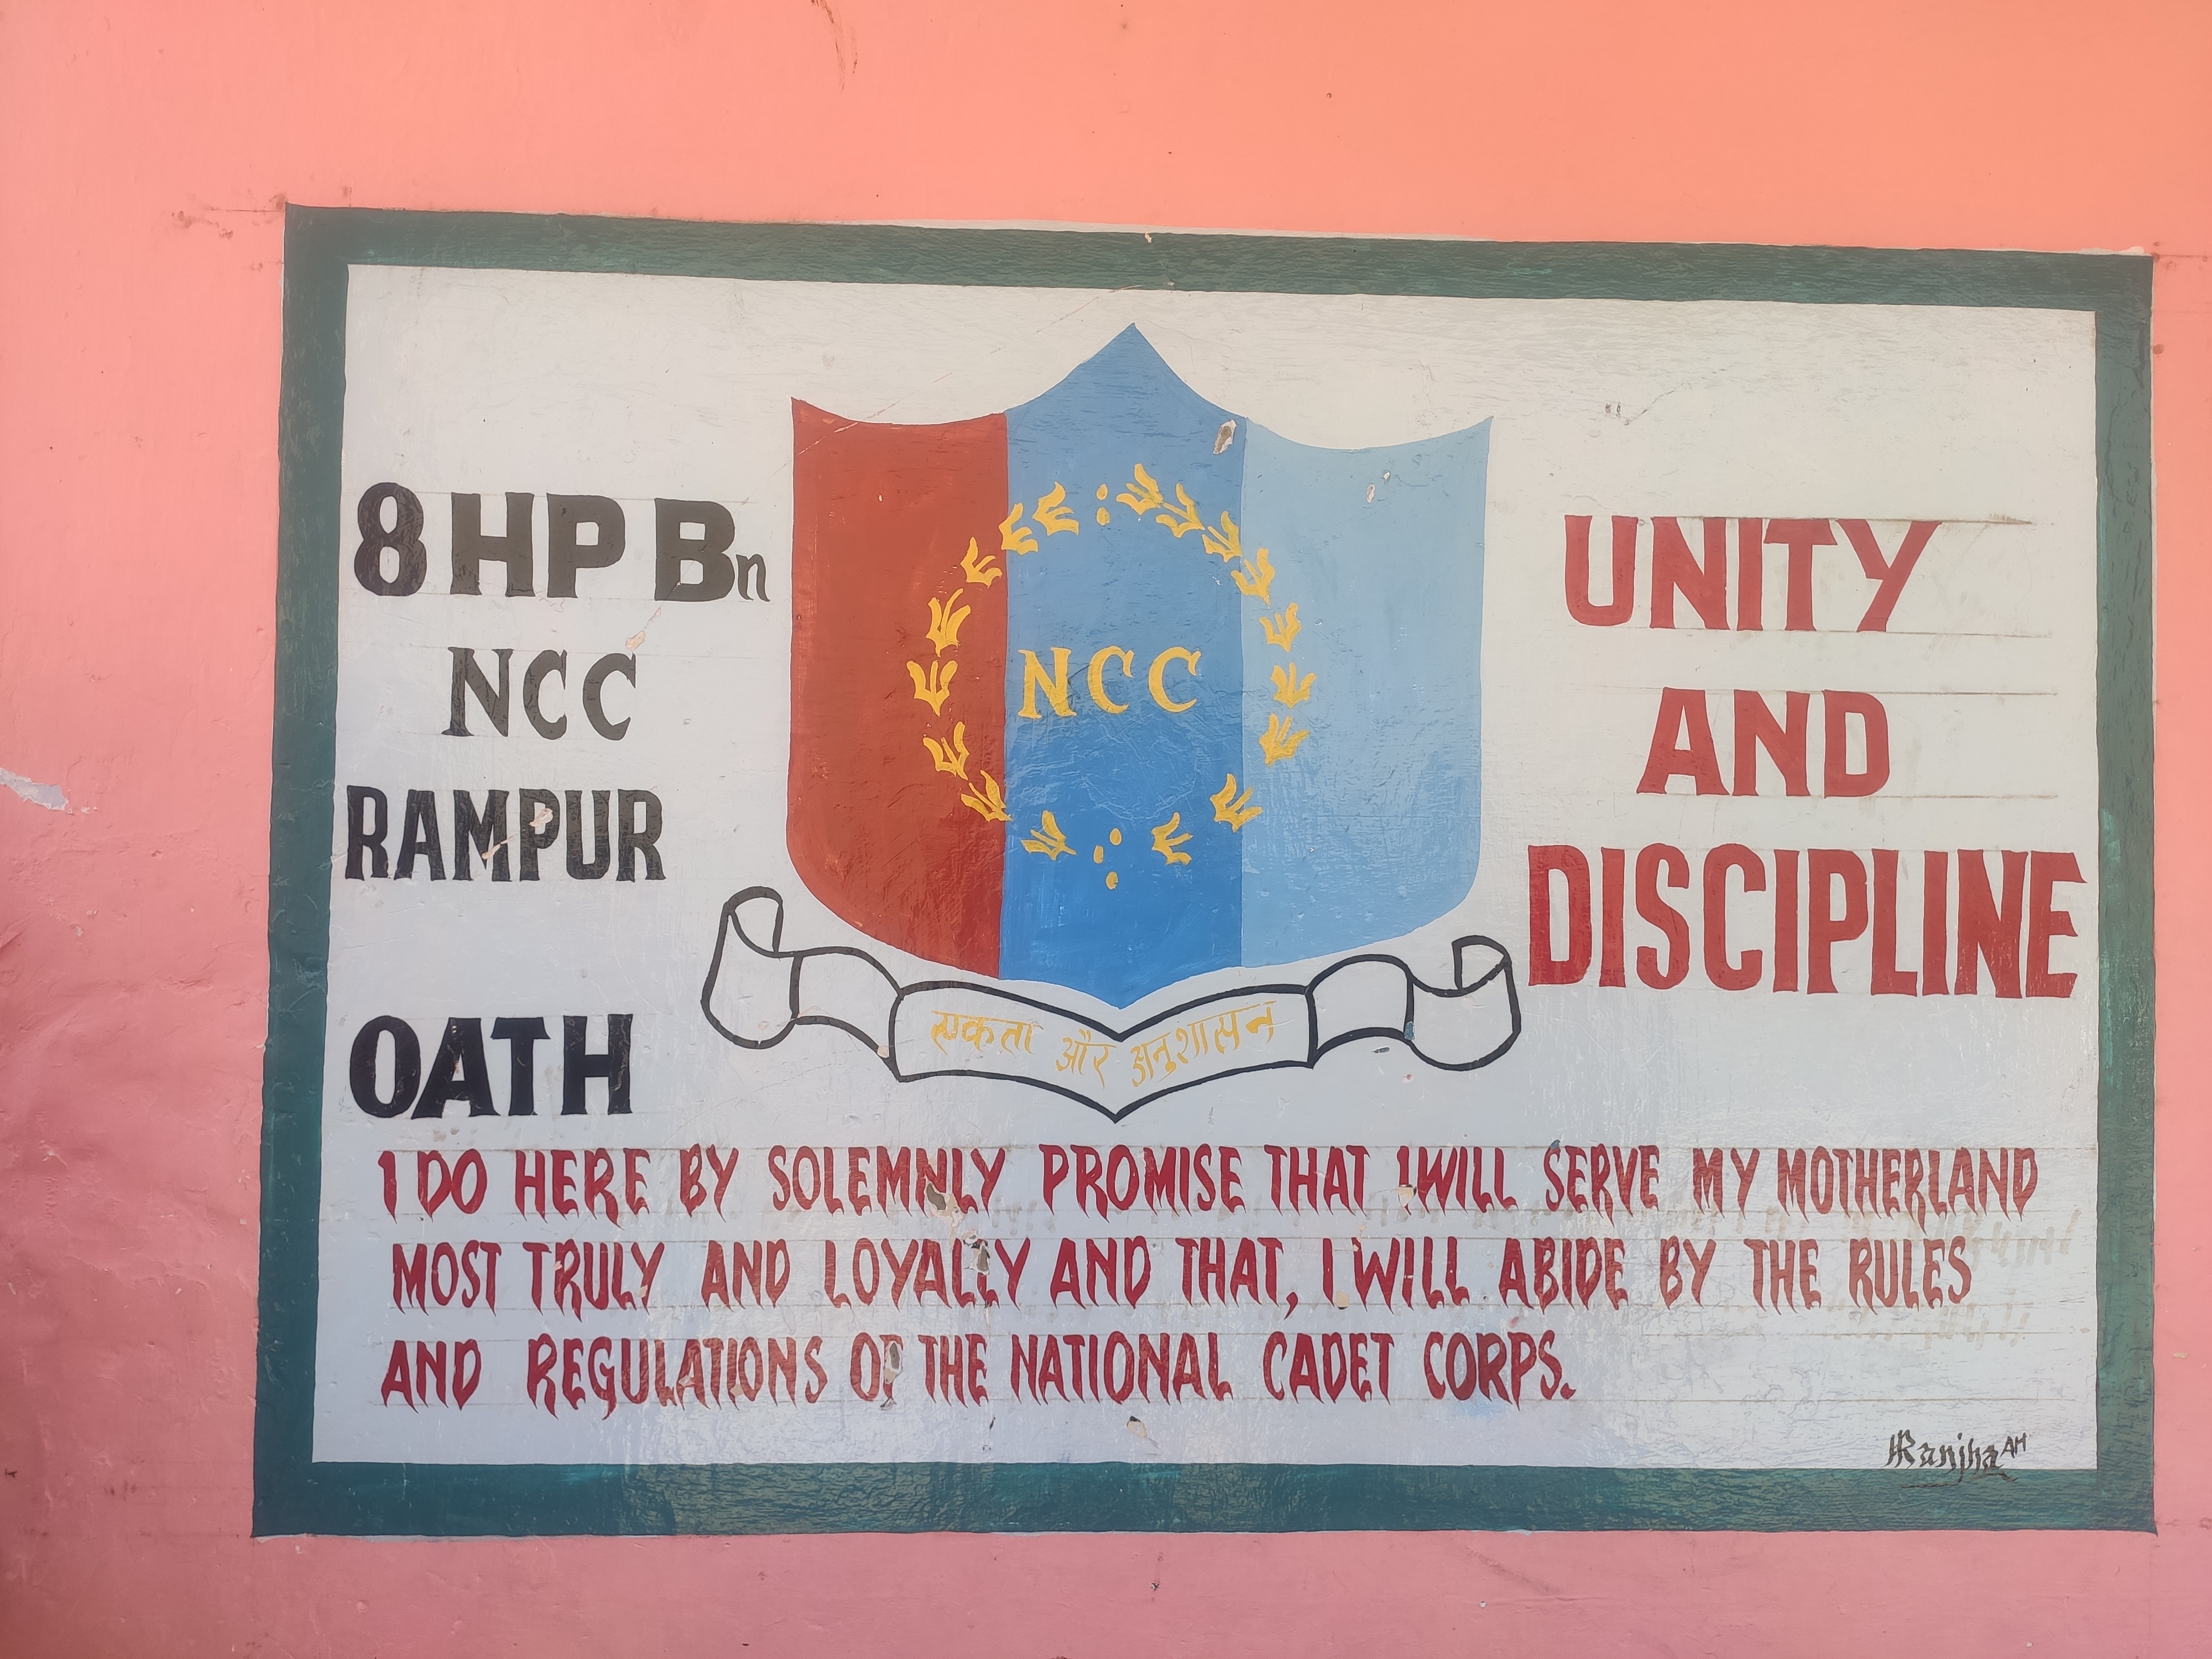 8 HP Bn
NCC
RAMPUR
NCC
UNITY
AND
DISCIPLINE
एकता और अनुशासन
OATH
I DO HERE BY SOLEMNLY PROMISE THAT I WILL SERVE MY MOTHERLAND
MOST TRULY AND LOYALLY AND THAT, I WILL ABIDE BY THE RULES
AND REGULATIONS OF THE NATIONAL CADET CORPS.
Ranjha AH